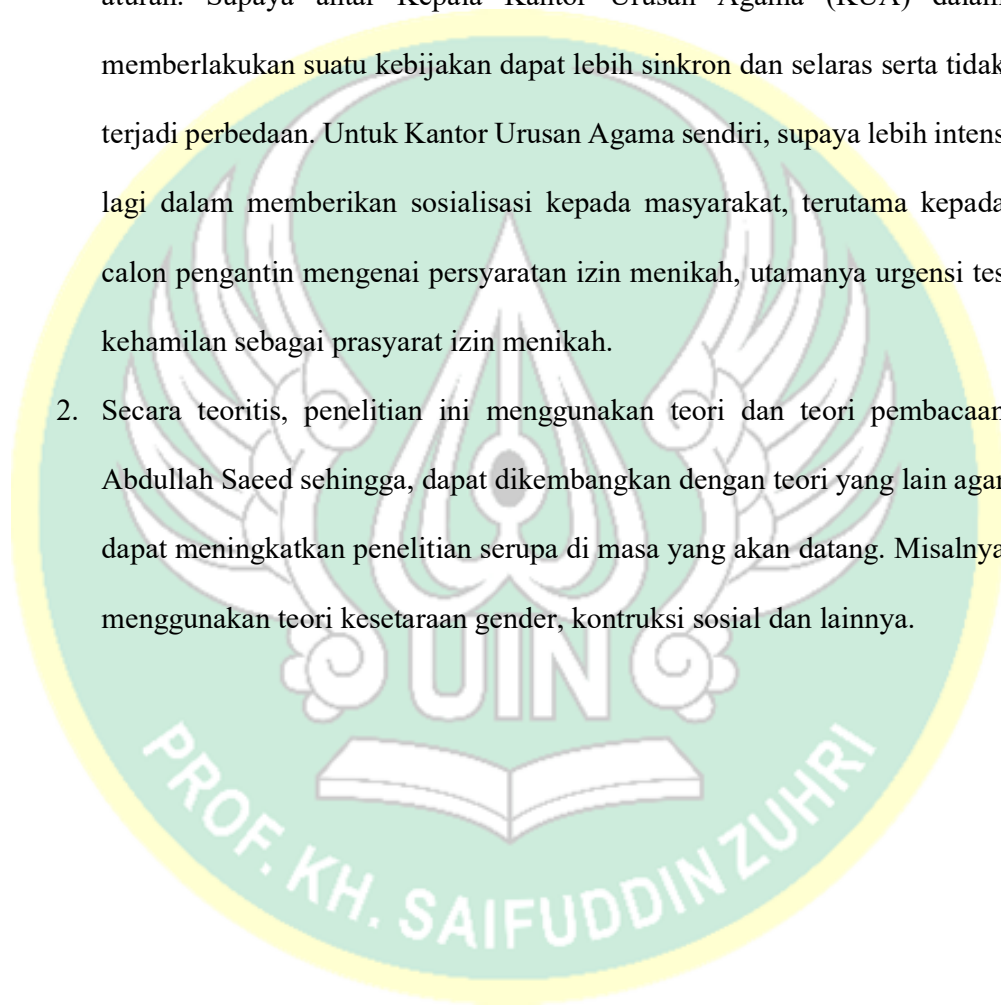 aturan. Supaya antar Kepala Kantor Urusan Agama (KUA) dalam
memberlakukan suatu kebijakan dapat lebih sinkron dan selaras serta tidak
terjadi perbedaan. Untuk Kantor Urusan Agama sendiri, supaya lebih intens
lagi dalam memberikan sosialisasi kepada masyarakat, terutama kepada
calon pengantin mengenai persyaratan izin menikah, utamanya urgensi tes
kehamilan sebagai prasyarat izin menikah.
2. Secara teoritis, penelitian ini menggunakan teori dan teori pembacaan
Abdullah Saeed sehingga, dapat dikembangkan dengan teori yang lain agar
dapat meningkatkan penelitian serupa di masa yang akan datang. Misalnya
menggunakan teori kesetaraan gender, kontruksi sosial dan lainnya.
UIN
PROF. KH. SAIFUDDIN ZUHRI